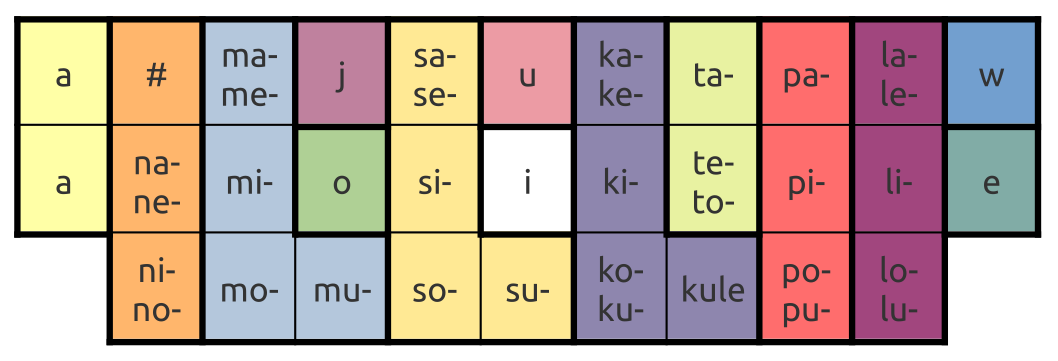 a # ma- me- j sa- se- u ka- ke- ta- pa- la- le- w
a na- ne- mi- o si- i ki- te- to- pi- li- e
ni- no- mo- mu- so- su- ko- ku- kule po- pu- lo- lu-